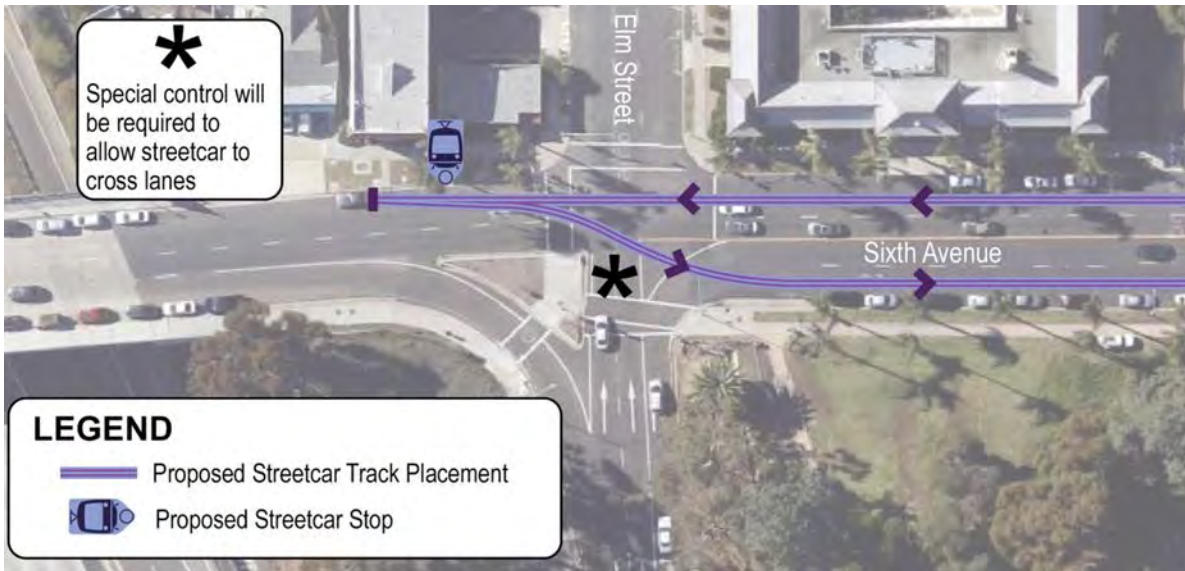 *
Special control will
be required to
allow streetcar to
cross lanes
Elm Street
Sixth Avenue
*
LEGEND
Proposed Streetcar Track Placement
Proposed Streetcar Stop